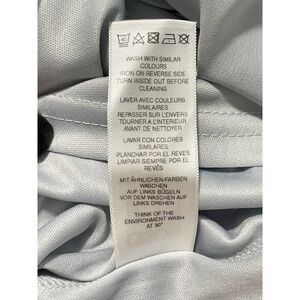 WASH WITH SIMILAR
COLOURS
IRON ON REVERSE SIDE
TURN INSIDE OUT BEFORE
CLEANING
LAVER AVEC COULEURS
SIMILAIRES
REPASSER SUR L'ENVERS
TOURNER A L'INTERIEUR
AVANT DE NETTOYER
LAVAR CON COLORES
SIMILARES
PLANCHAR POR EL REVES
LIMPIAR SIEMPRE POR EL
REVES
MIT ÄHNLICHEN-FARBEN
WASCHEN
AUF LINKS BÜGELN
VOR DEM WASCHEN AUF
LINKS DREHEN
THINK OF THE
ENVIRONMENT WASH
AT 30°